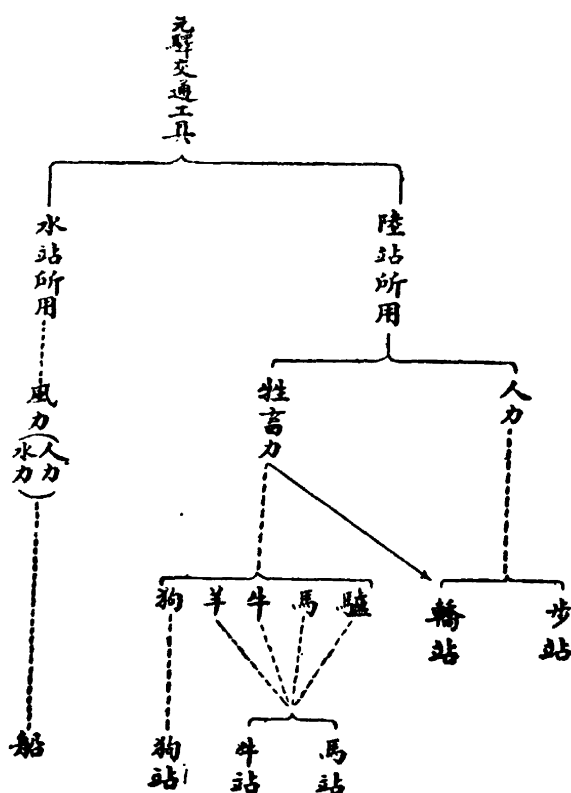 元驛交通工具
陸站所用
水站所用
人力
牲畜力
風力
(人力
水力)
驢
馬
牛
羊
狗
步站
轎站
馬站
牛站
狗站
船